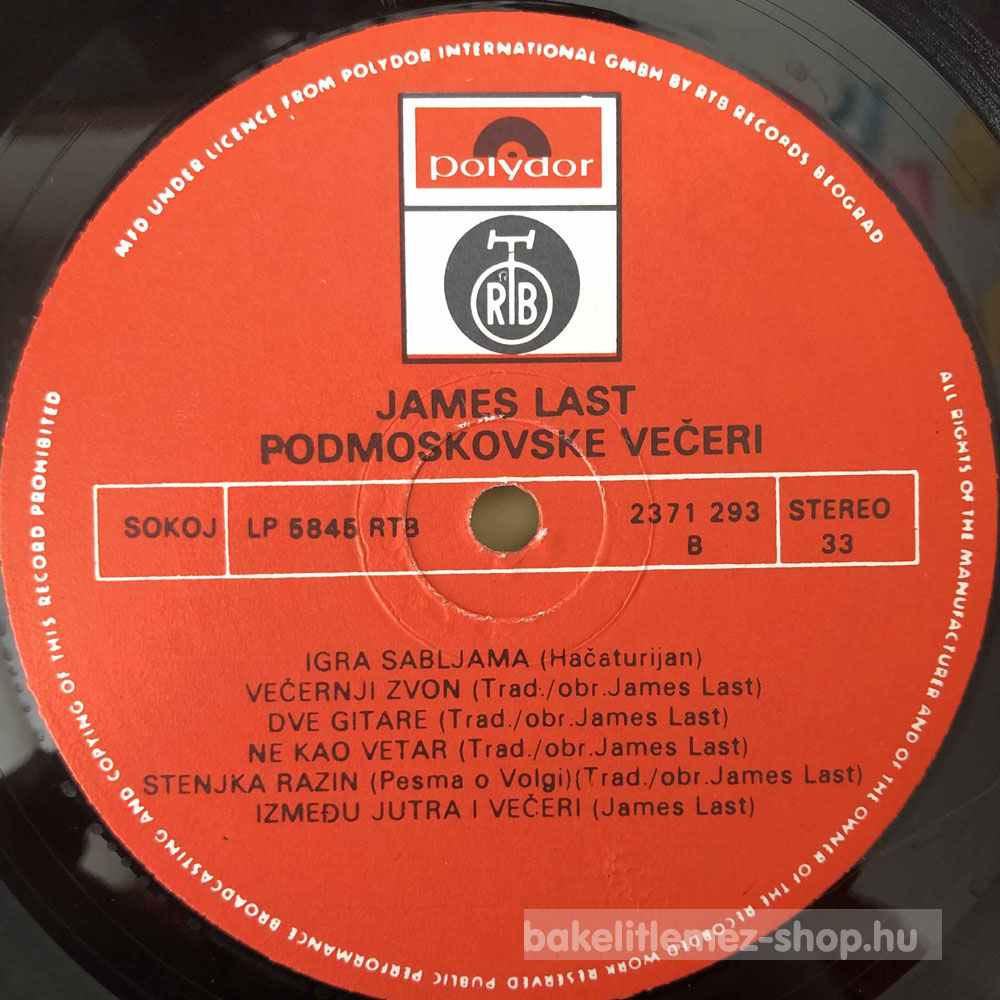 MFD UNDER LICENCE FROM POLYDOR INTERNATIONAL GMBH BY RTB RECORDS BEOGRAD
polydor
RTB
JAMES LAST
PODMOSKOVSKE VEČERI
SOKOJ LP 5845 RTB 2371 293 STEREO
B 33
IGRA SABLJAMA (Hačaturijan)
VEČERNJI ZVON (Trad./obr.James Last)
DVE GITARE (Trad./obr.James Last)
NE KAO VETAR (Trad./obr.James Last)
STENJKA RAZIN (Pesma o Volgi)(Trad./obr.James Last)
IZMEĐU JUTRA I VEČERI (James Last)
ALL RIGHTS OF THE MANUFACTURER AND OF THE OWNER OF THE RECORDED WORK RESERVED PUBLIC PERFORMANCE BROADCASTING AND COPYING OF THIS RECORD PROHIBITED
bakelitlemez-shop.hu